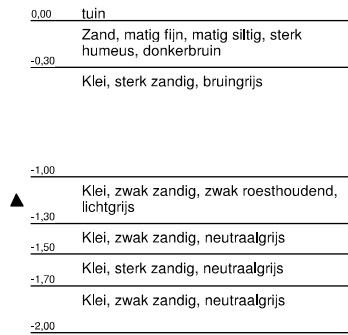 0,00 tuin
Zand, matig fijn, matig siltig, sterk
humeus, donkerbruin
-0,30
Klei, sterk zandig, bruingrijs
-1,00
Klei, zwak zandig, zwak roesthoudend,
lichtgrijs
-1,30
Klei, zwak zandig, neutraalgrijs
-1,50
Klei, sterk zandig, neutraalgrijs
-1,70
Klei, zwak zandig, neutraalgrijs
-2,00